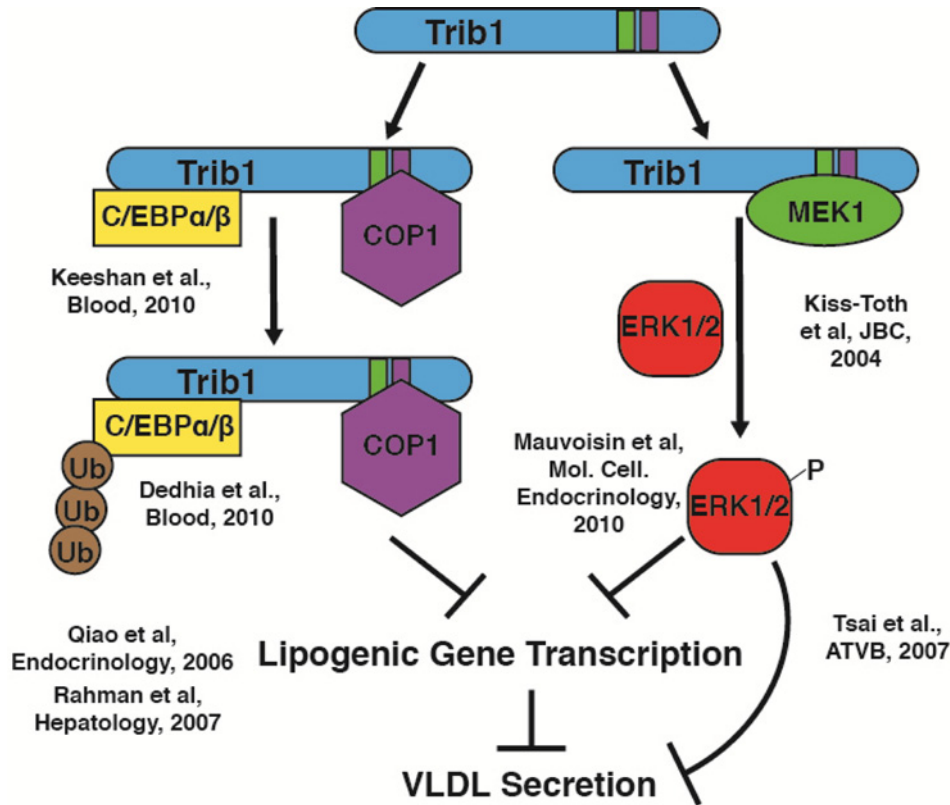 Trib1
Trib1
C/EBPα/β
COP1
Keeshan et al.,
Blood, 2010
Trib1
MEK1
ERK1/2
Kiss-Toth
et al, JBC,
2004
Trib1
C/EBPα/β
COP1
Ub
Ub
Ub
Dedhia et al.,
Blood, 2010
Mauvoisin et al,
Mol. Cell.
Endocrinology,
2010
ERK1/2
P
Qiao et al,
Endocrinology, 2006
Rahman et al,
Hepatology, 2007
Lipogenic Gene Transcription
Tsai et al.,
ATVB, 2007
VLDL Secretion